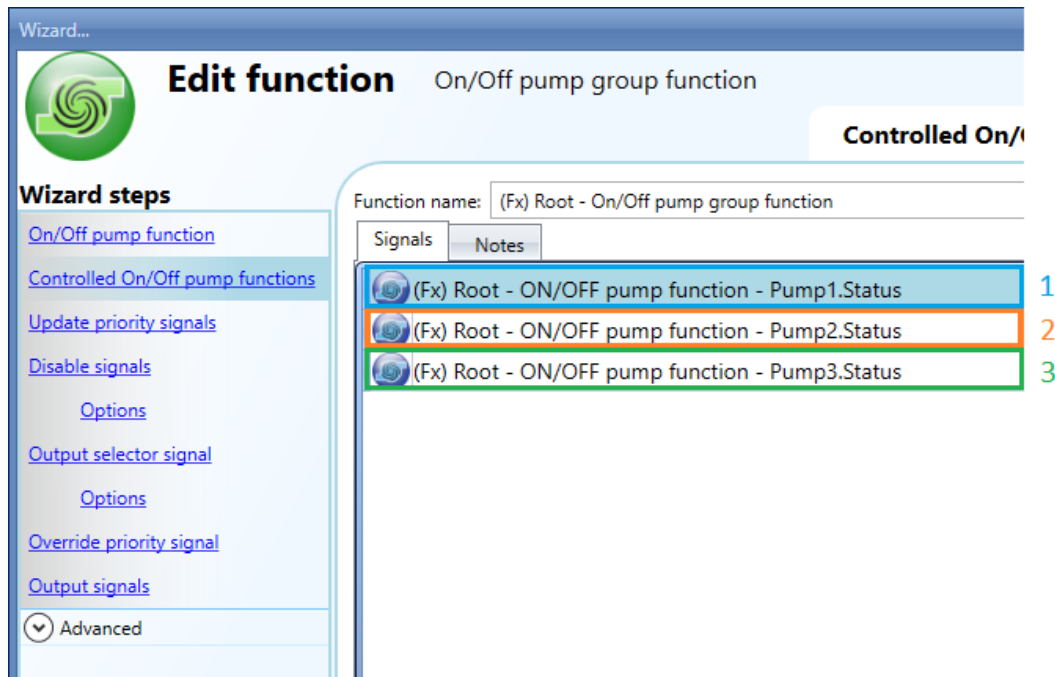 Wizard...
Edit function On/Off pump group function
Controlled On/
Wizard steps
On/Off pump function
Controlled On/Off pump functions
Update priority signals
Disable signals
Options
Output selector signal
Options
Override priority signal
Output signals
Advanced
Function name: (Fx) Root - On/Off pump group function
Signals Notes
(Fx) Root - ON/OFF pump function - Pump1.Status 1
(Fx) Root - ON/OFF pump function - Pump2.Status 2
(Fx) Root - ON/OFF pump function - Pump3.Status 3